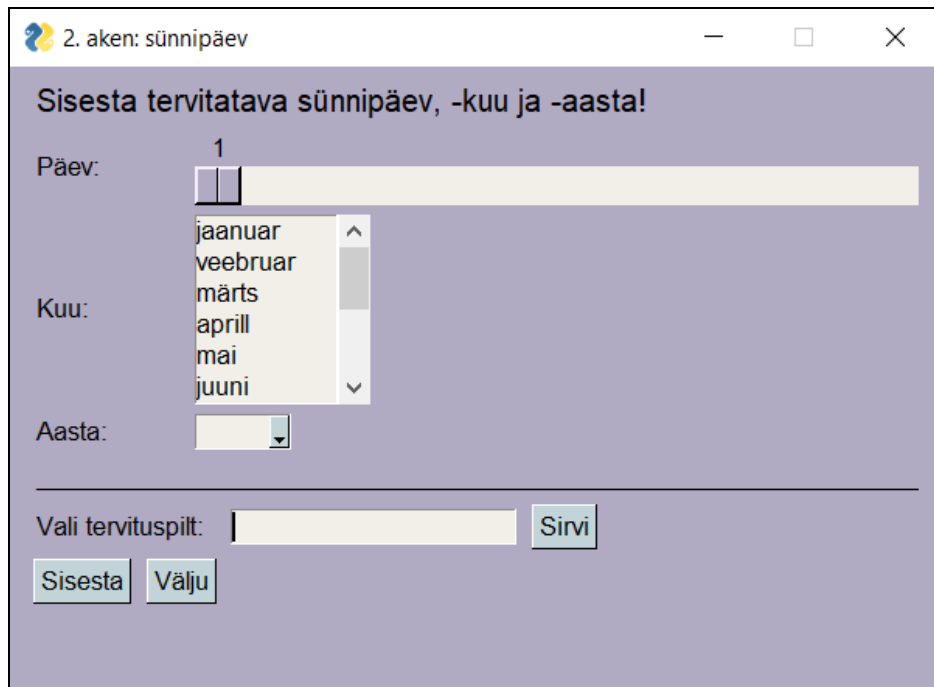 2. aken: sünnipäev
Sisesta tervitatava sünnipäev, -kuu ja -aasta!
1
Päev:
Kuu:
jaanuar
veebruar
märts
aprill
mai
juuni
Aasta:
Vali tervituspilt: Sirvi
Sisesta Välju